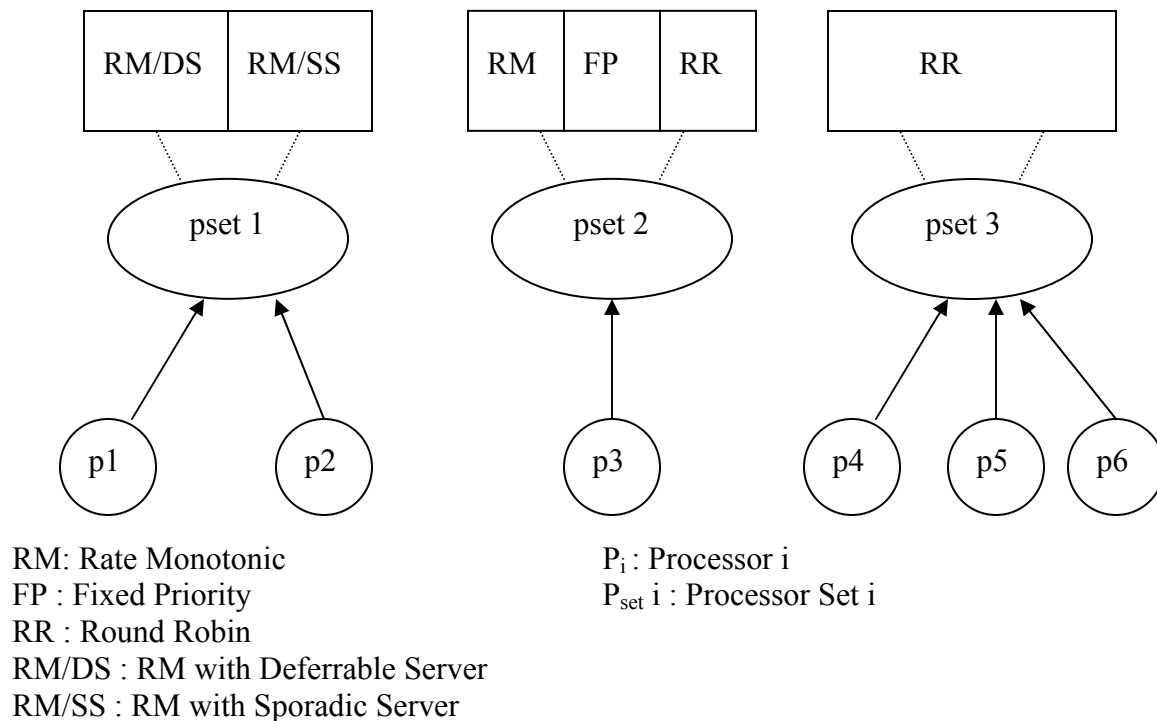 RM/DS RM/SS RM FP RR RR
pset 1 pset 2 pset 3
p1 p2 p3 p4 p5 p6
RM: Rate Monotonic
FP : Fixed Priority
RR : Round Robin
RM/DS : RM with Deferrable Server
RM/SS : RM with Sporadic Server
Pi : Processor i
Pset i : Processor Set i